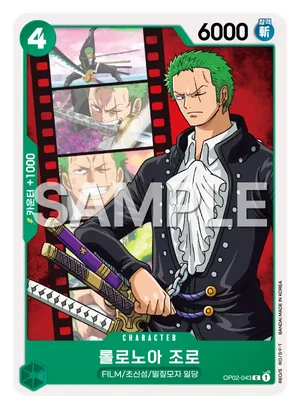 4
6000
참격
斬
카운터 +1000
SAMPLE
CHARACTER
롤로노아 조로
FILM/초신성/밀짚모자 일당
OP02-043 C
1